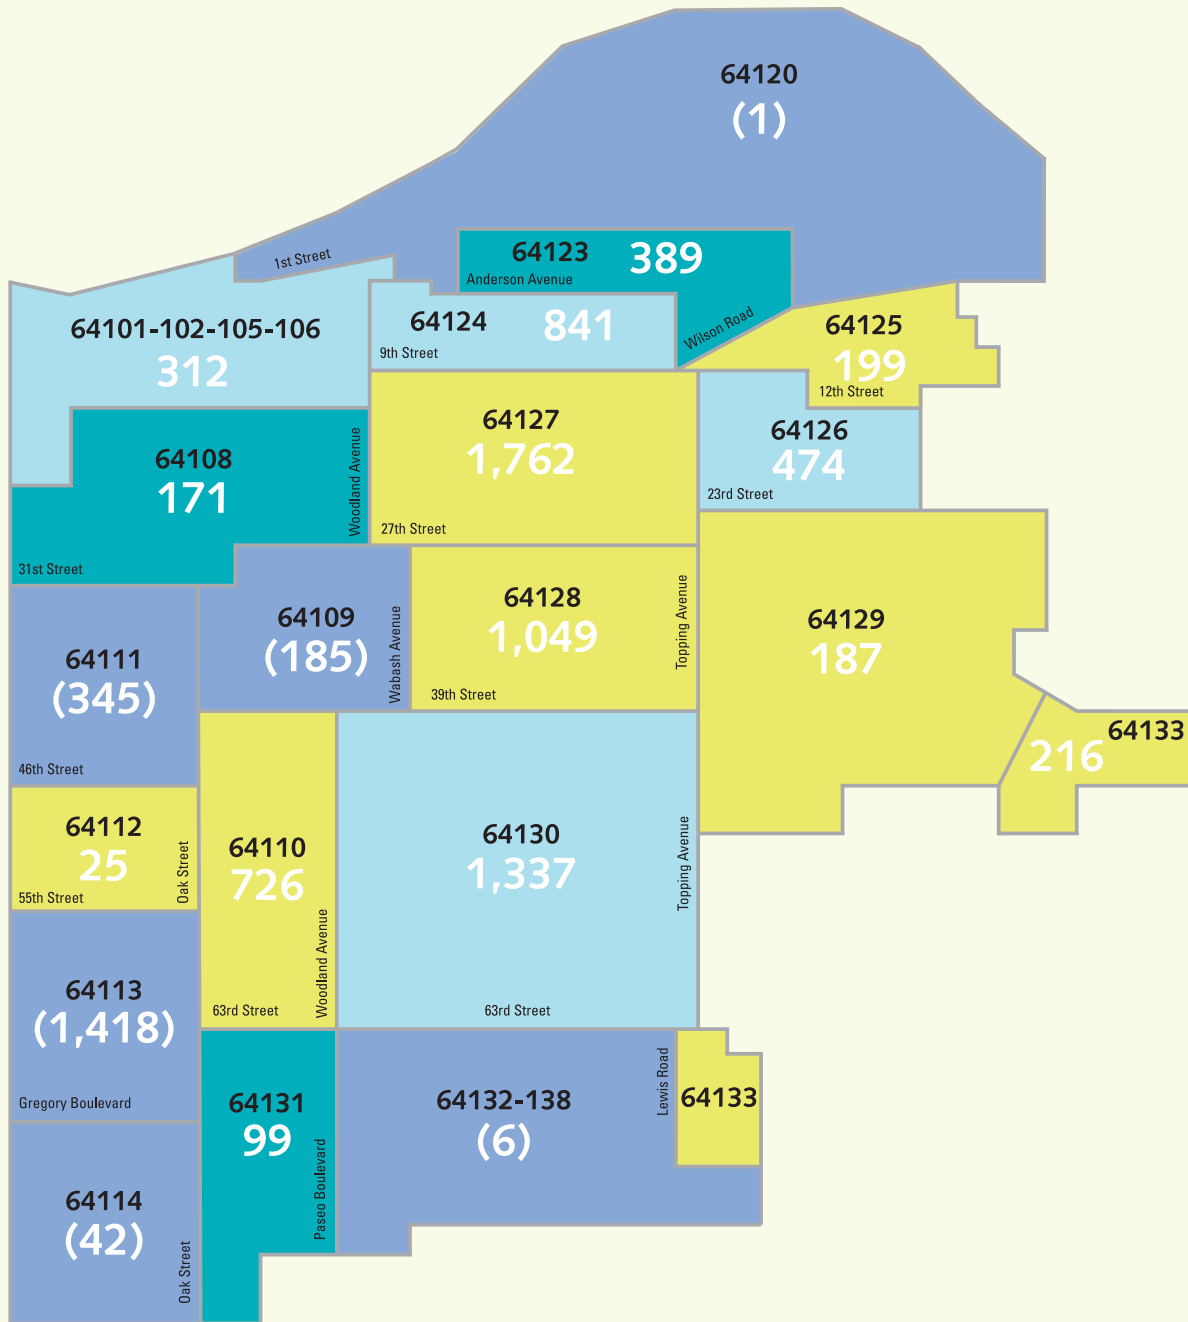 64120
(1)
1st Street
64123
389
Anderson Avenue
Wilson Road
64101-102-105-106
312
64124
841
9th Street
64125
199
12th Street
64108
171
Woodland Avenue
31st Street
64127
1,762
27th Street
64126
474
23rd Street
64111
(345)
46th Street
64109
(185)
Wabash Avenue
64128
1,049
39th Street
Topping Avenue
64129
187
64133
216
64112
25
55th Street
Oak Street
64110
726
63rd Street
Woodland Avenue
64130
1,337
63rd Street
Topping Avenue
64113
(1,418)
Gregory Boulevard
64131
99
Paseo Boulevard
64132-138
(6)
Lewis Road
64133
64114
(42)
Oak Street